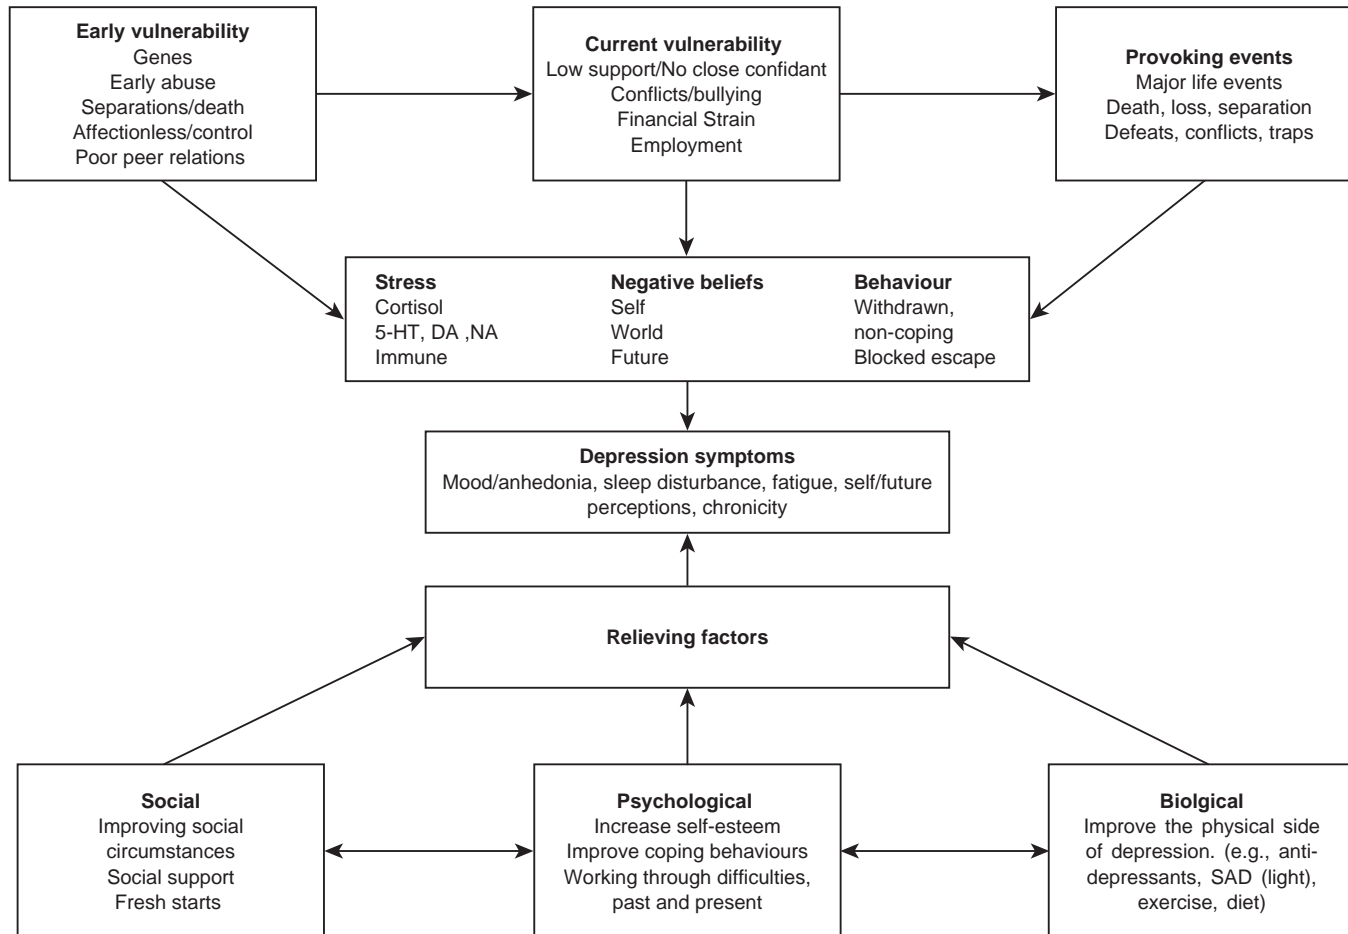 Early vulnerability
Genes
Early abuse
Separations/death
Affectionless/control
Poor peer relations
Current vulnerability
Low support/No close confidant
Conflicts/bullying
Financial Strain
Employment
Provoking events
Major life events
Death, loss, separation
Defeats, conflicts, traps
Stress
Cortisol
5-HT, DA ,NA
Immune
Negative beliefs
Self
World
Future
Behaviour
Withdrawn,
non-coping
Blocked escape
Depression symptoms
Mood/anhedonia, sleep disturbance, fatigue, self/future
perceptions, chronicity
Relieving factors
Social
Improving social
circumstances
Social support
Fresh starts
Psychological
Increase self-esteem
Improve coping behaviours
Working through difficulties,
past and present
Biolgical
Improve the physical side
of depression. (e.g., anti-
depressants, SAD (light),
exercise, diet)